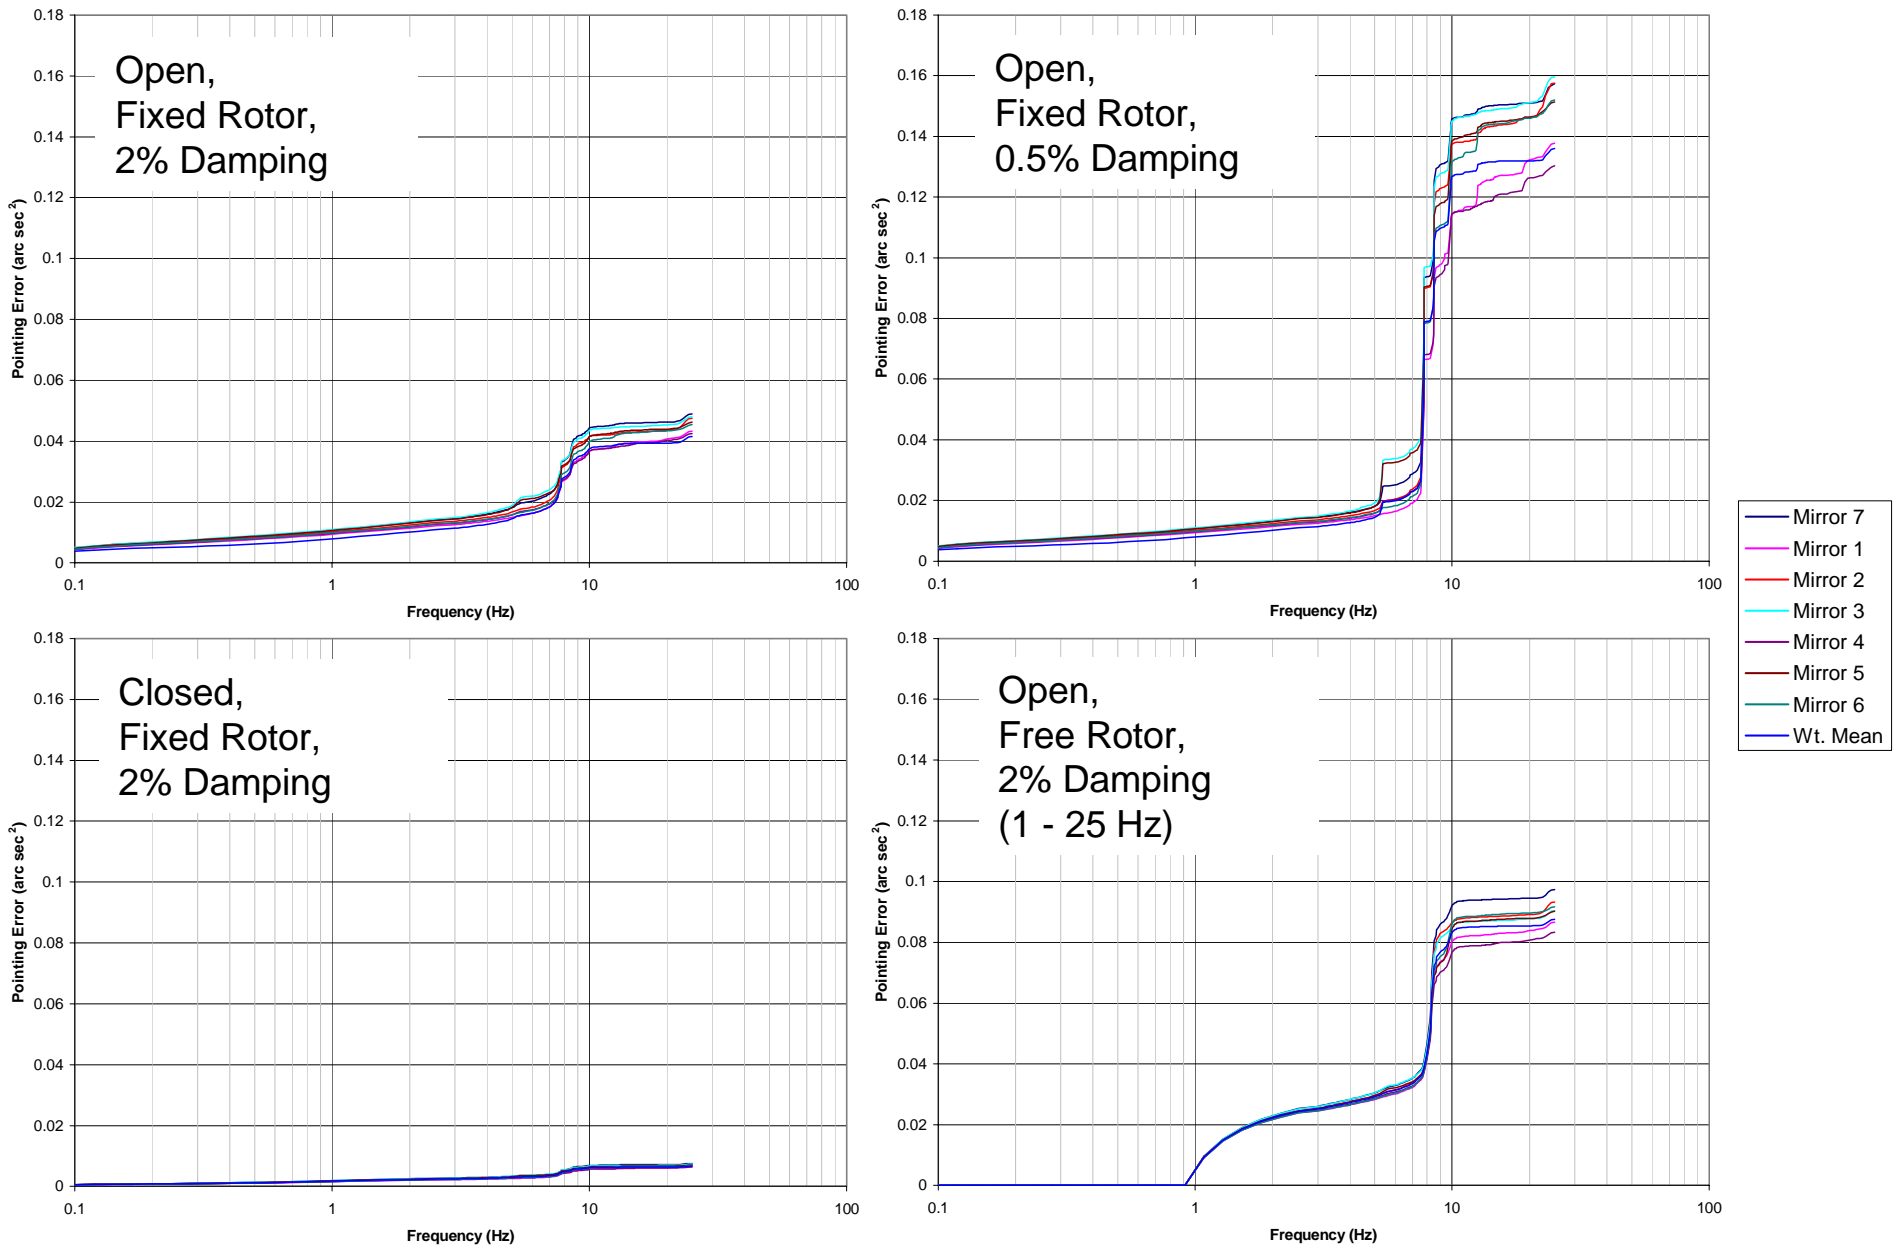 Open,
Fixed Rotor,
2% Damping
0.18
0.16
0.14
0.12
0.1
0.08
0.06
0.04
0.02
0
0.1
1
10
100
Frequency (Hz)
Pointing Error (arc sec²)
Open,
Fixed Rotor,
0.5% Damping
0.18
0.16
0.14
0.12
0.1
0.08
0.06
0.04
0.02
0
0.1
1
10
100
Frequency (Hz)
Pointing Error (arc sec²)
Mirror 7
Mirror 1
Mirror 2
Mirror 3
Mirror 4
Mirror 5
Mirror 6
Wt. Mean
Closed,
Fixed Rotor,
2% Damping
0.18
0.16
0.14
0.12
0.1
0.08
0.06
0.04
0.02
0
0.1
1
10
100
Frequency (Hz)
Pointing Error (arc sec²)
Open,
Free Rotor,
2% Damping
(1 - 25 Hz)
0.18
0.16
0.14
0.12
0.1
0.08
0.06
0.04
0.02
0
0.1
1
10
100
Frequency (Hz)
Pointing Error (arc sec²)